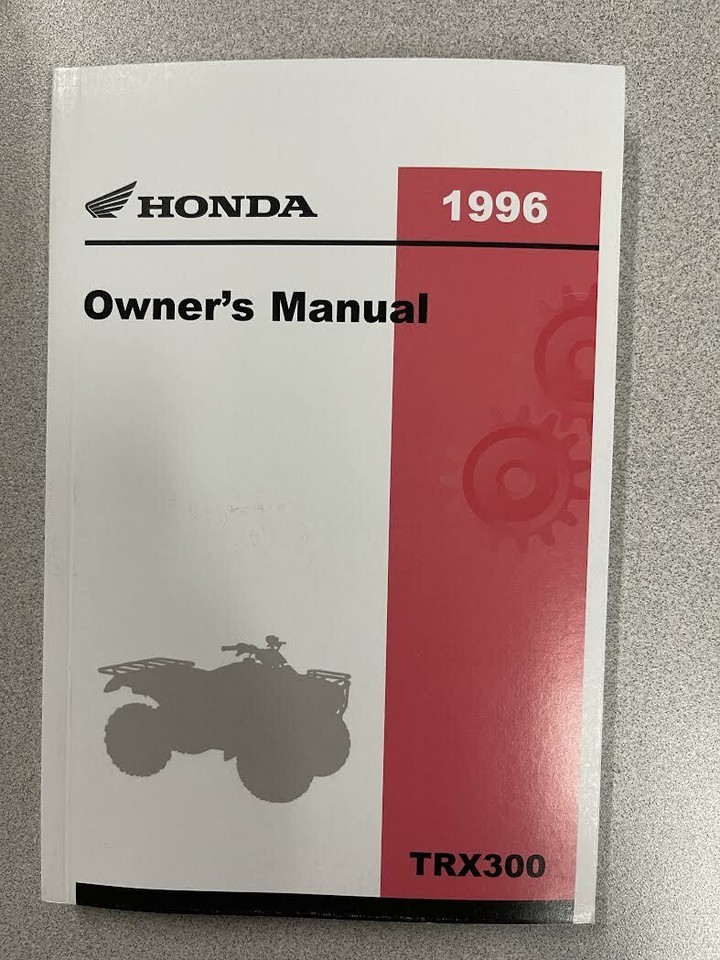 HONDA
1996
Owner's Manual
TRX300